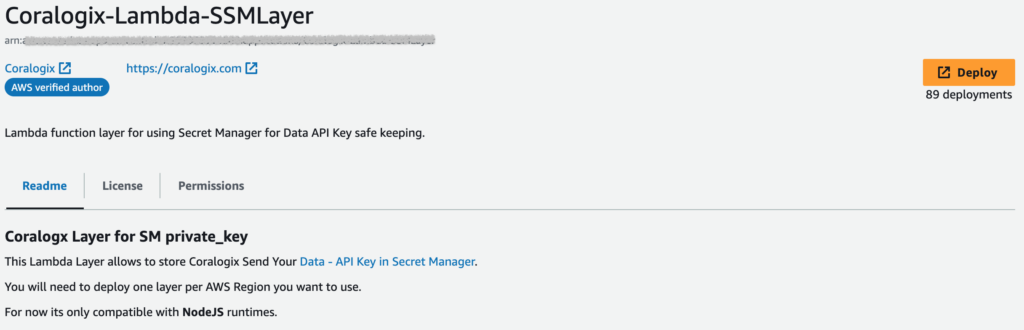 Coralogix-Lambda-SSMLayer
arn:
Coralogix
https://coralogix.com
AWS verified author
Deploy
89 deployments
Lambda function layer for using Secret Manager for Data API Key safe keeping.
Readme
License
Permissions
Coralogx Layer for SM private_key
This Lambda Layer allows to store Coralogix Send Your Data - API Key in Secret Manager.
You will need to deploy one layer per AWS Region you want to use.
For now its only compatible with NodeJS runtimes.